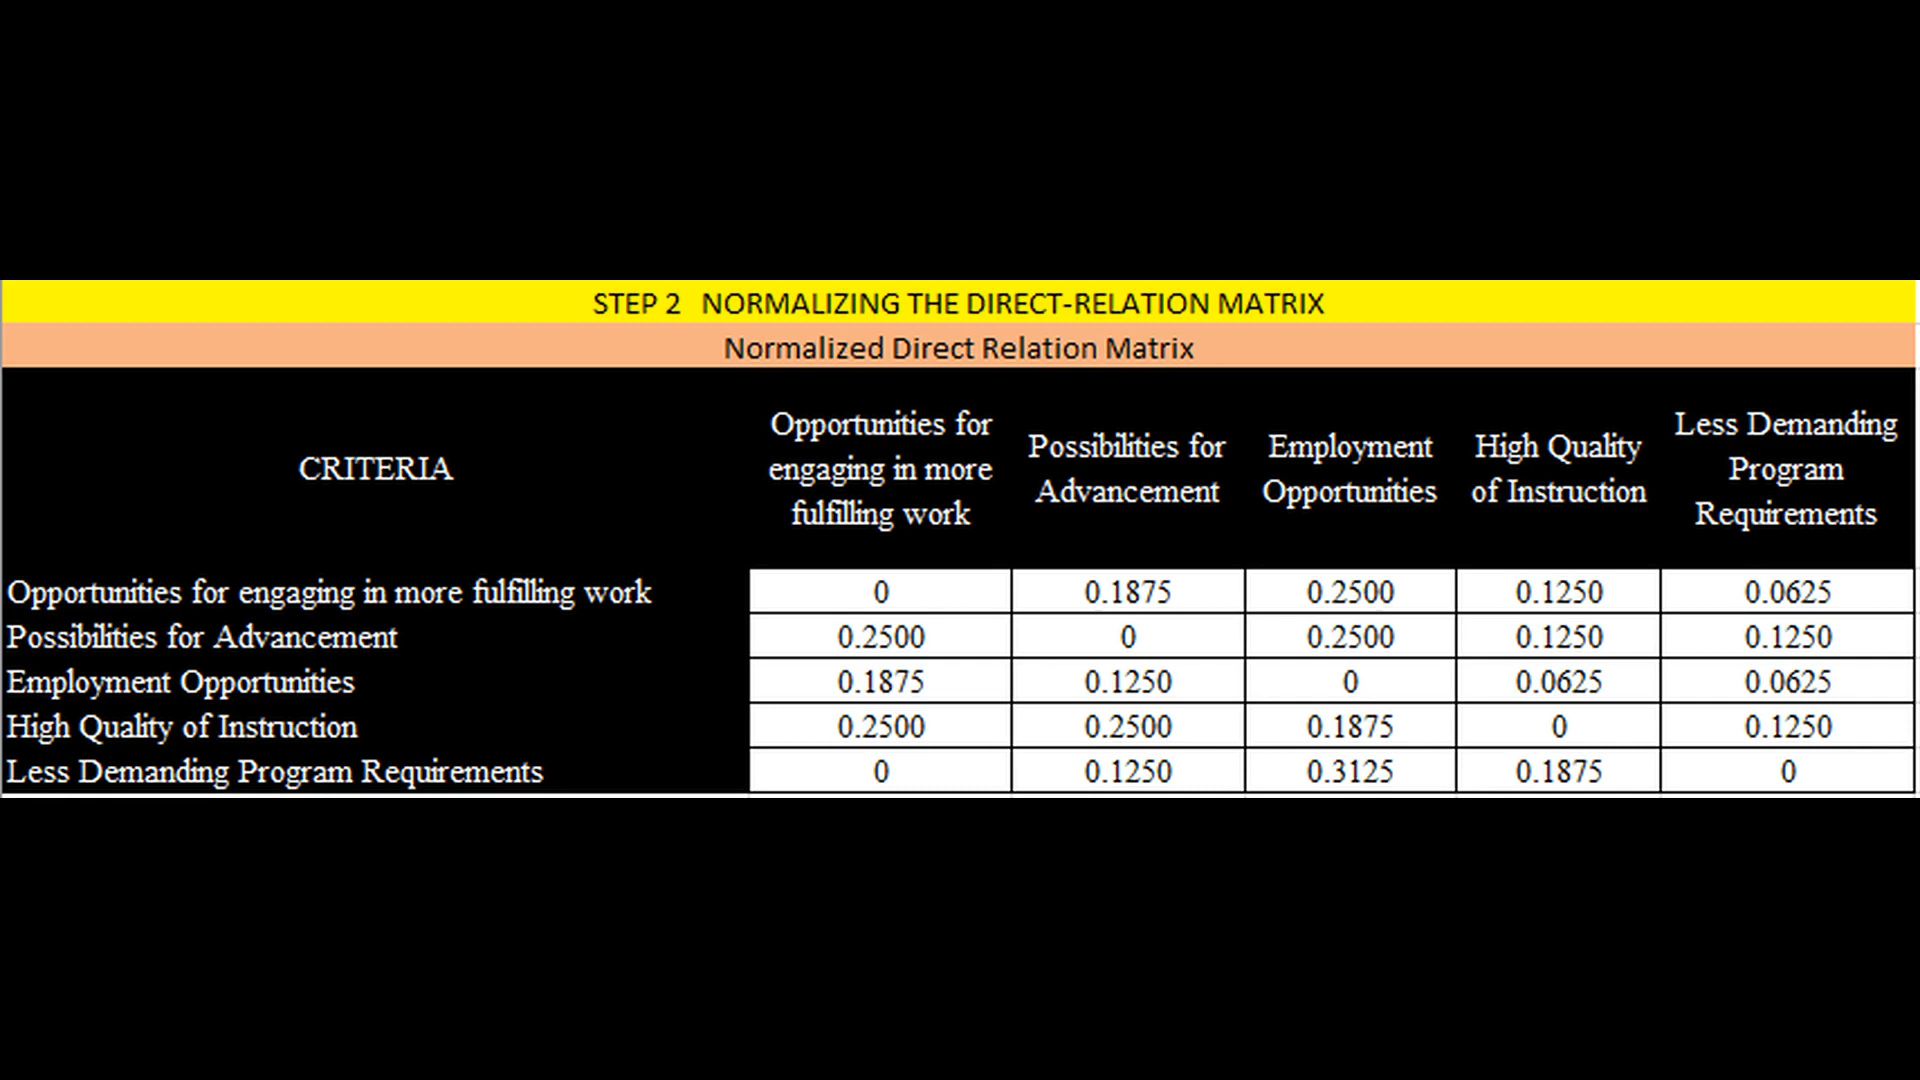 STEP 2 NORMALIZING THE DIRECT-RELATION MATRIX
Normalized Direct Relation Matrix
CRITERIA
Opportunities for
engaging in more
fulfilling work
Possibilities for
Advancement
Employment
Opportunities
High Quality
of Instruction
Less Demanding
Program
Requirements
Opportunities for engaging in more fulfilling work 0 0.1875 0.2500 0.1250 0.0625
Possibilities for Advancement 0.2500 0 0.2500 0.1250 0.1250
Employment Opportunities 0.1875 0.1250 0 0.0625 0.0625
High Quality of Instruction 0.2500 0.2500 0.1875 0 0.1250
Less Demanding Program Requirements 0 0.1250 0.3125 0.1875 0